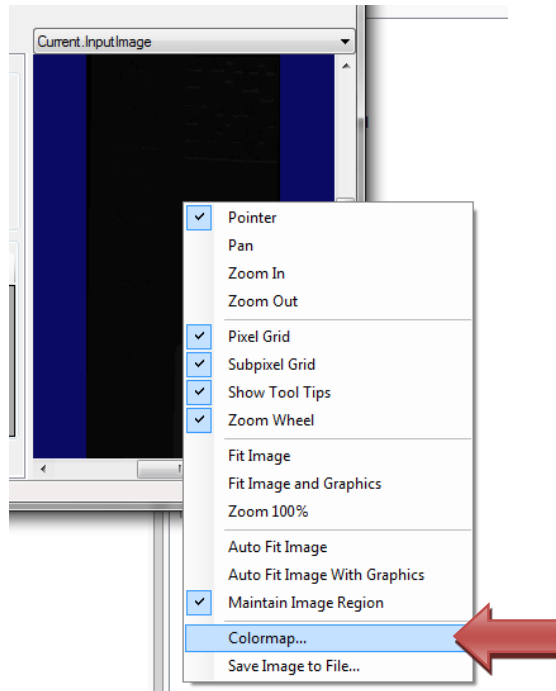 Current.InputImage
Pointer
Pan
Zoom In
Zoom Out
Pixel Grid
Subpixel Grid
Show Tool Tips
Zoom Wheel
Fit Image
Fit Image and Graphics
Zoom 100%
Auto Fit Image
Auto Fit Image With Graphics
Maintain Image Region
Colormap...
Save Image to File...